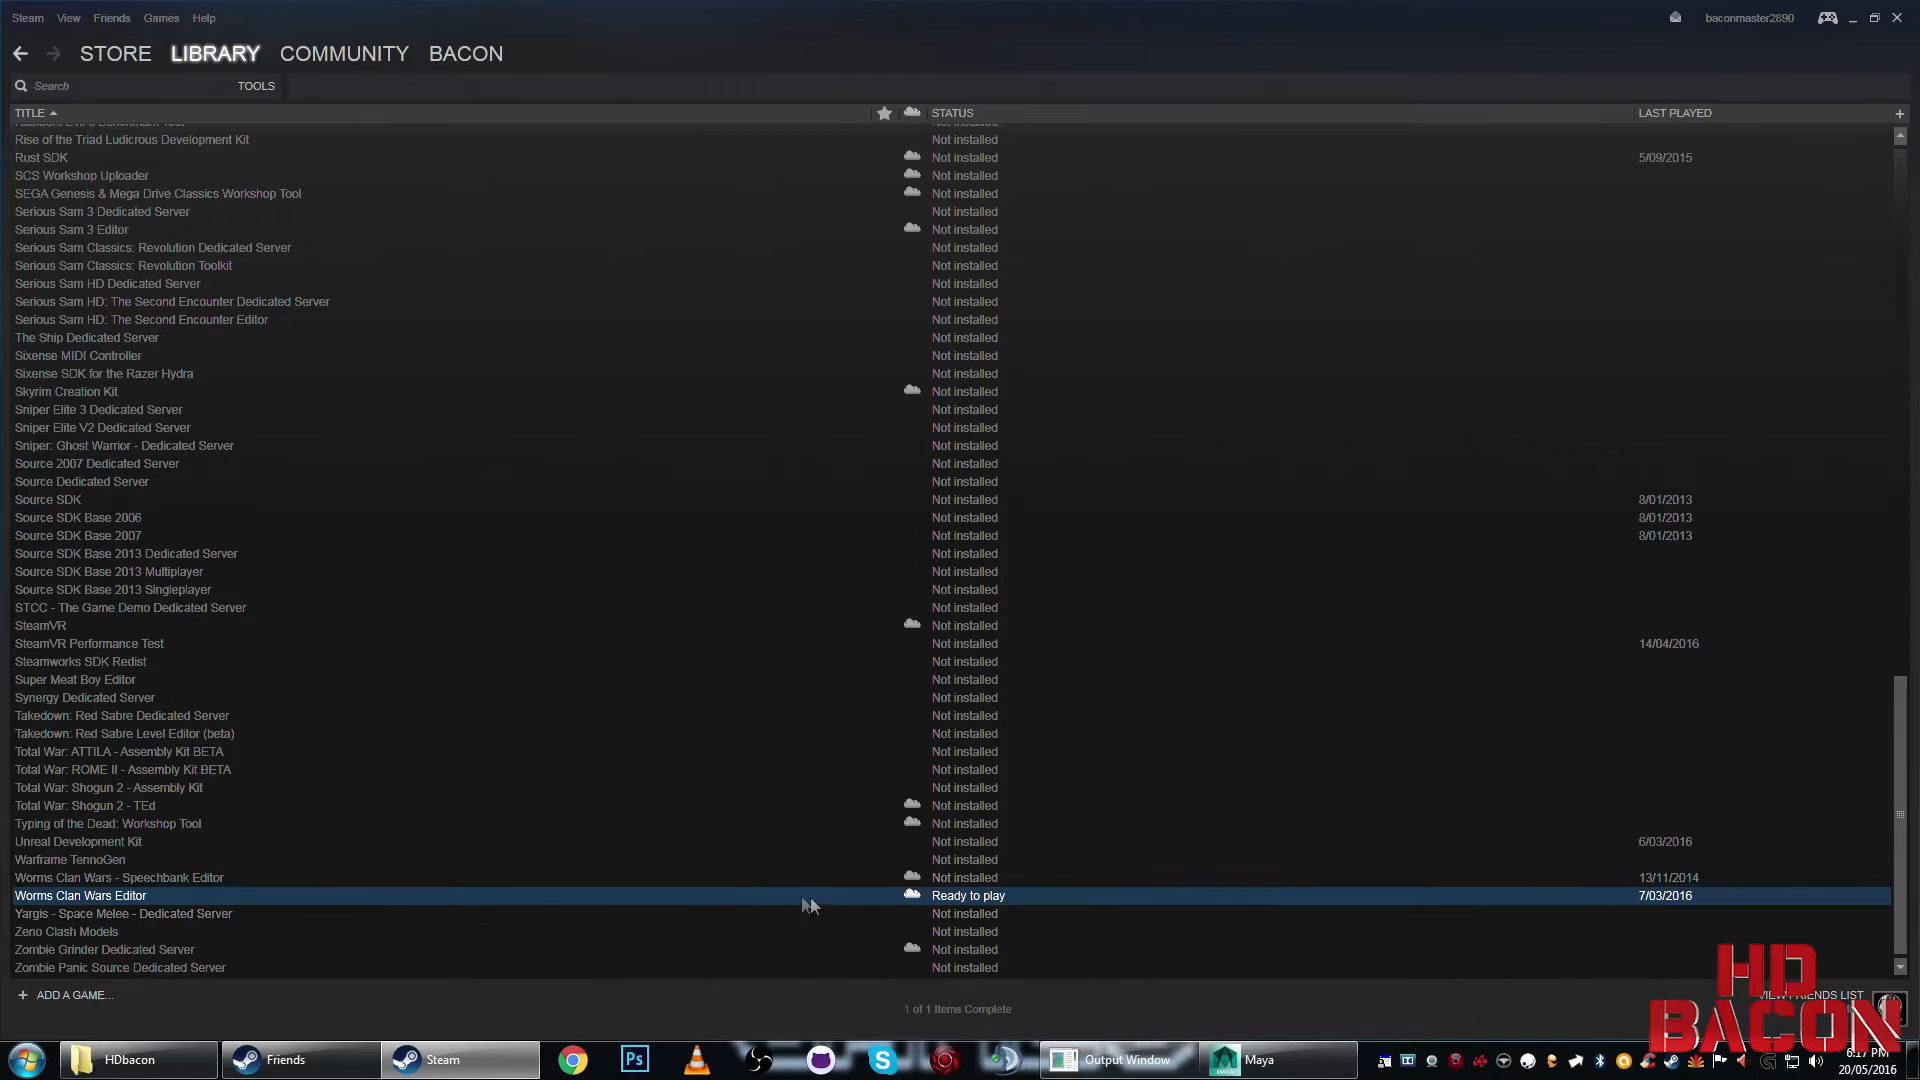 Steam View Friends Games Help baconmaster2890
STORE LIBRARY COMMUNITY BACON
Search TOOLS
TITLE STATUS LAST PLAYED
Not installed
Rise of the Triad Ludicrous Development Kit Not installed
Rust SDK Not installed 5/09/2015
SCS Workshop Uploader Not installed
SEGA Genesis & Mega Drive Classics Workshop Tool Not installed
Serious Sam 3 Dedicated Server Not installed
Serious Sam 3 Editor Not installed
Serious Sam Classics: Revolution Dedicated Server Not installed
Serious Sam Classics: Revolution Toolkit Not installed
Serious Sam HD Dedicated Server Not installed
Serious Sam HD: The Second Encounter Dedicated Server Not installed
Serious Sam HD: The Second Encounter Editor Not installed
The Ship Dedicated Server Not installed
Sixense MIDI Controller Not installed
Sixense SDK for the Razer Hydra Not installed
Skyrim Creation Kit Not installed
Sniper Elite 3 Dedicated Server Not installed
Sniper Elite V2 Dedicated Server Not installed
Sniper: Ghost Warrior - Dedicated Server Not installed
Source 2007 Dedicated Server Not installed
Source Dedicated Server Not installed
Source SDK Not installed 8/01/2013
Source SDK Base 2006 Not installed 8/01/2013
Source SDK Base 2007 Not installed 8/01/2013
Source SDK Base 2013 Dedicated Server Not installed
Source SDK Base 2013 Multiplayer Not installed
Source SDK Base 2013 Singleplayer Not installed
STCC - The Game Demo Dedicated Server Not installed
SteamVR Not installed
SteamVR Performance Test Not installed 14/04/2016
Steamworks SDK Redist Not installed
Super Meat Boy Editor Not installed
Synergy Dedicated Server Not installed
Takedown: Red Sabre Dedicated Server Not installed
Takedown: Red Sabre Level Editor (beta) Not installed
Total War: ATTILA - Assembly Kit BETA Not installed
Total War: ROME II - Assembly Kit BETA Not installed
Total War: Shogun 2 - Assembly Kit Not installed
Total War: Shogun 2 - TEd Not installed
Typing of the Dead: Workshop Tool Not installed
Unreal Development Kit Not installed 6/03/2016
Warframe TennoGen Not installed
Worms Clan Wars - Speechbank Editor Not installed 13/11/2014
Worms Clan Wars Editor Ready to play 7/03/2016
Yargis - Space Melee - Dedicated Server Not installed
Zeno Clash Models Not installed
Zombie Grinder Dedicated Server Not installed
Zombie Panic Source Dedicated Server Not installed
+ ADD A GAME... VIEW FRIENDS LIST
1 of 1 Items Complete
HD
BACON
HDbacon Friends Steam Ps Output Window Maya 6:17 PM
20/05/2016